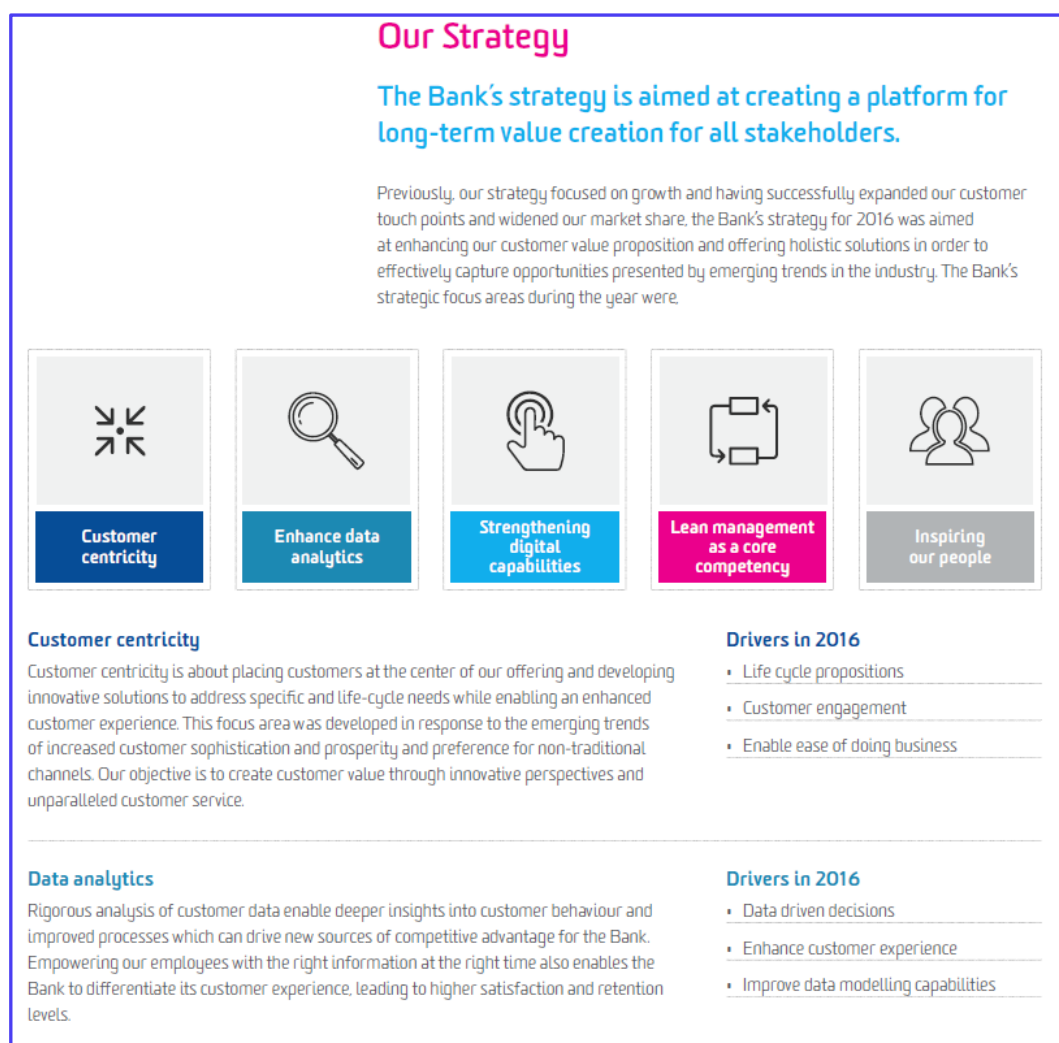 Our Strategy
The Bank's strategy is aimed at creating a platform for
long-term value creation for all stakeholders.
Previously, our strategy focused on growth and having successfully expanded our customer
touch points and widened our market share, the Bank's strategy for 2016 was aimed
at enhancing our customer value proposition and offering holistic solutions in order to
effectively capture opportunities presented by emerging trends in the industry. The Bank's
strategic focus areas during the year were,
Customer
centricity
Enhance data
analytics
Strengthening
digital
capabilities
Lean management
as a core
competency
Inspiring
our people
Customer centricity
Customer centricity is about placing customers at the center of our offering and developing
innovative solutions to address specific and life-cycle needs while enabling an enhanced
customer experience. This focus area was developed in response to the emerging trends
of increased customer sophistication and prosperity and preference for non-traditional
channels. Our objective is to create customer value through innovative perspectives and
unparalleled customer service.
Drivers in 2016
▪ Life cycle propositions
▪ Customer engagement
▪ Enable ease of doing business
Data analytics
Rigorous analysis of customer data enable deeper insights into customer behaviour and
improved processes which can drive new sources of competitive advantage for the Bank.
Empowering our employees with the right information at the right time also enables the
Bank to differentiate its customer experience, leading to higher satisfaction and retention
levels.
Drivers in 2016
▪ Data driven decisions
▪ Enhance customer experience
▪ Improve data modelling capabilities